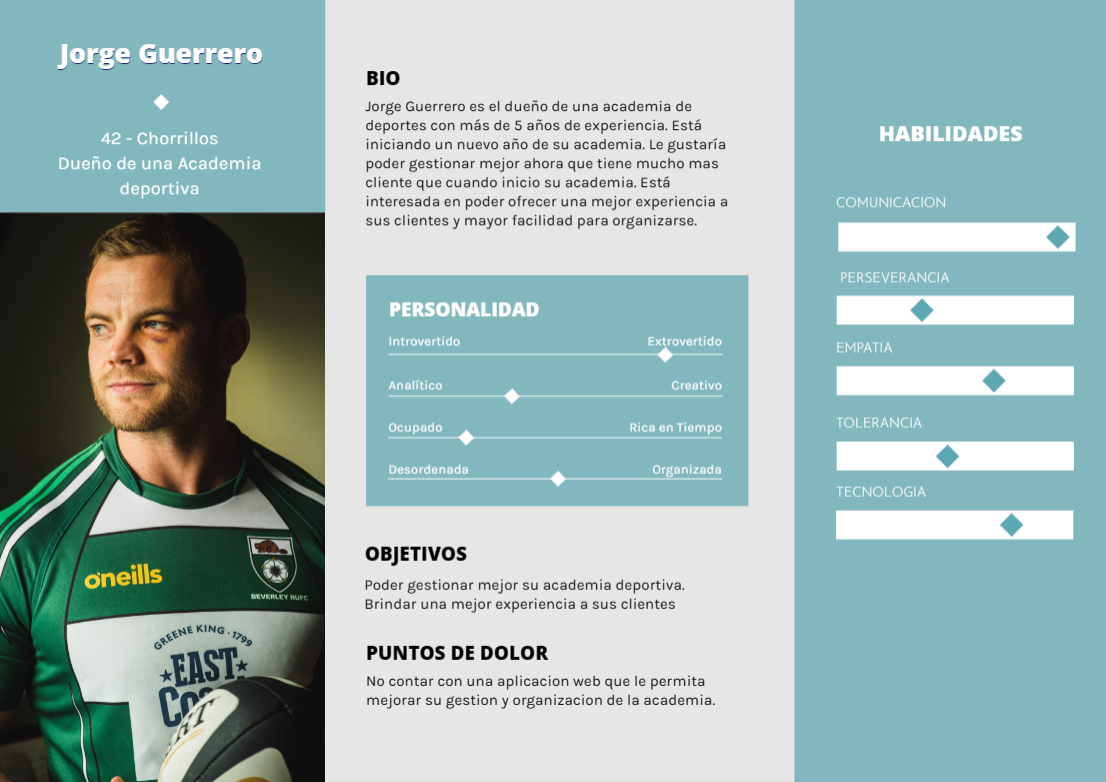 Jorge Guerrero
42 - Chorrillos
Dueño de una Academia
deportiva
oneills
BEVERLEY RUFC
GREENE KING · 1799
EAST
BIO
Jorge Guerrero es el dueño de una academia de
deportes con más de 5 años de experiencia. Está
iniciando un nuevo año de su academia. Le gustaría
poder gestionar mejor ahora que tiene mucho mas
cliente que cuando inicio su academia. Está
interesada en poder ofrecer una mejor experiencia a
sus clientes y mayor facilidad para organizarse.
PERSONALIDAD
Introvertido Extrovertido
Analítico Creativo
Ocupado Rica en Tiempo
Desordenada Organizada
OBJETIVOS
Poder gestionar mejor su academia deportiva.
Brindar una mejor experiencia a sus clientes
PUNTOS DE DOLOR
No contar con una aplicacion web que le permita
mejorar su gestion y organizacion de la academia.
HABILIDADES
COMUNICACION
PERSEVERANCIA
EMPATIA
TOLERANCIA
TECNOLOGIA